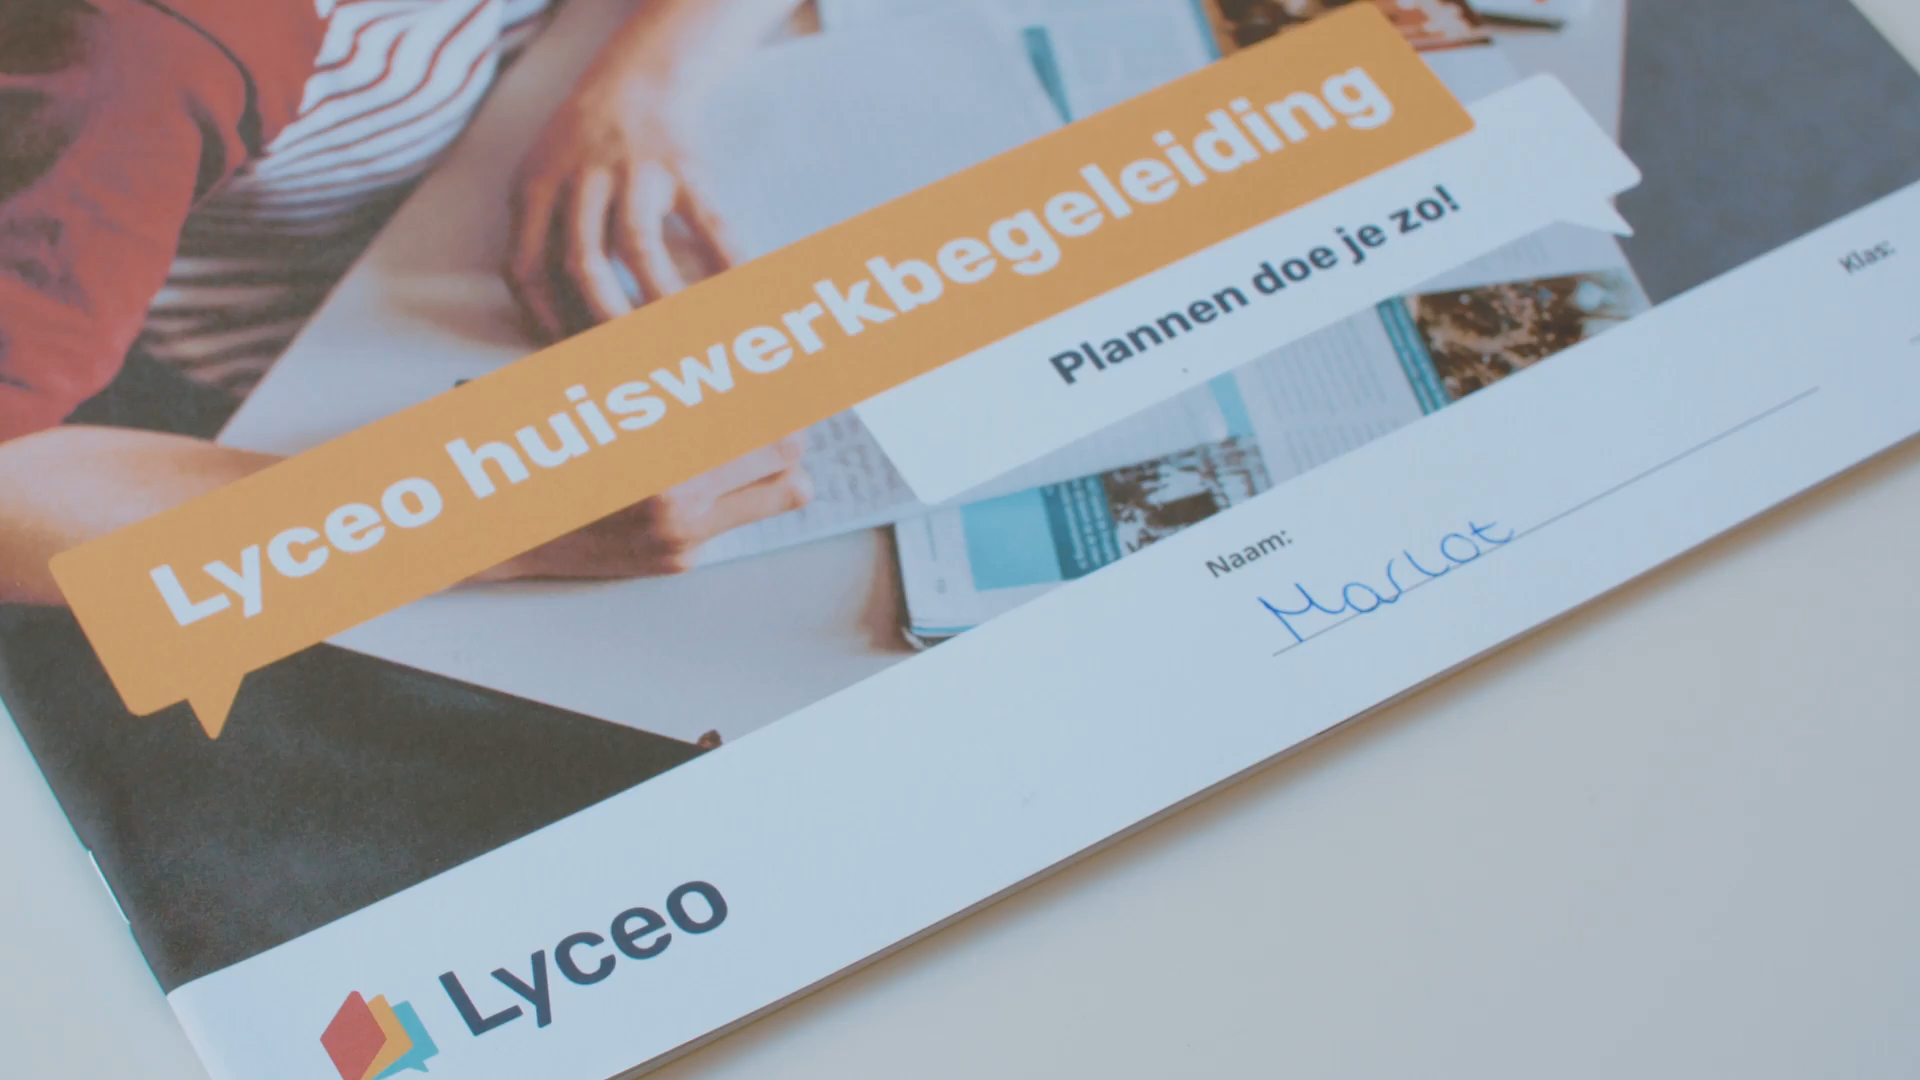 Lyceo huiswerkbegeleiding
Plannen doe je zo!
Klas:
Naam:
Marlot
Lyceo